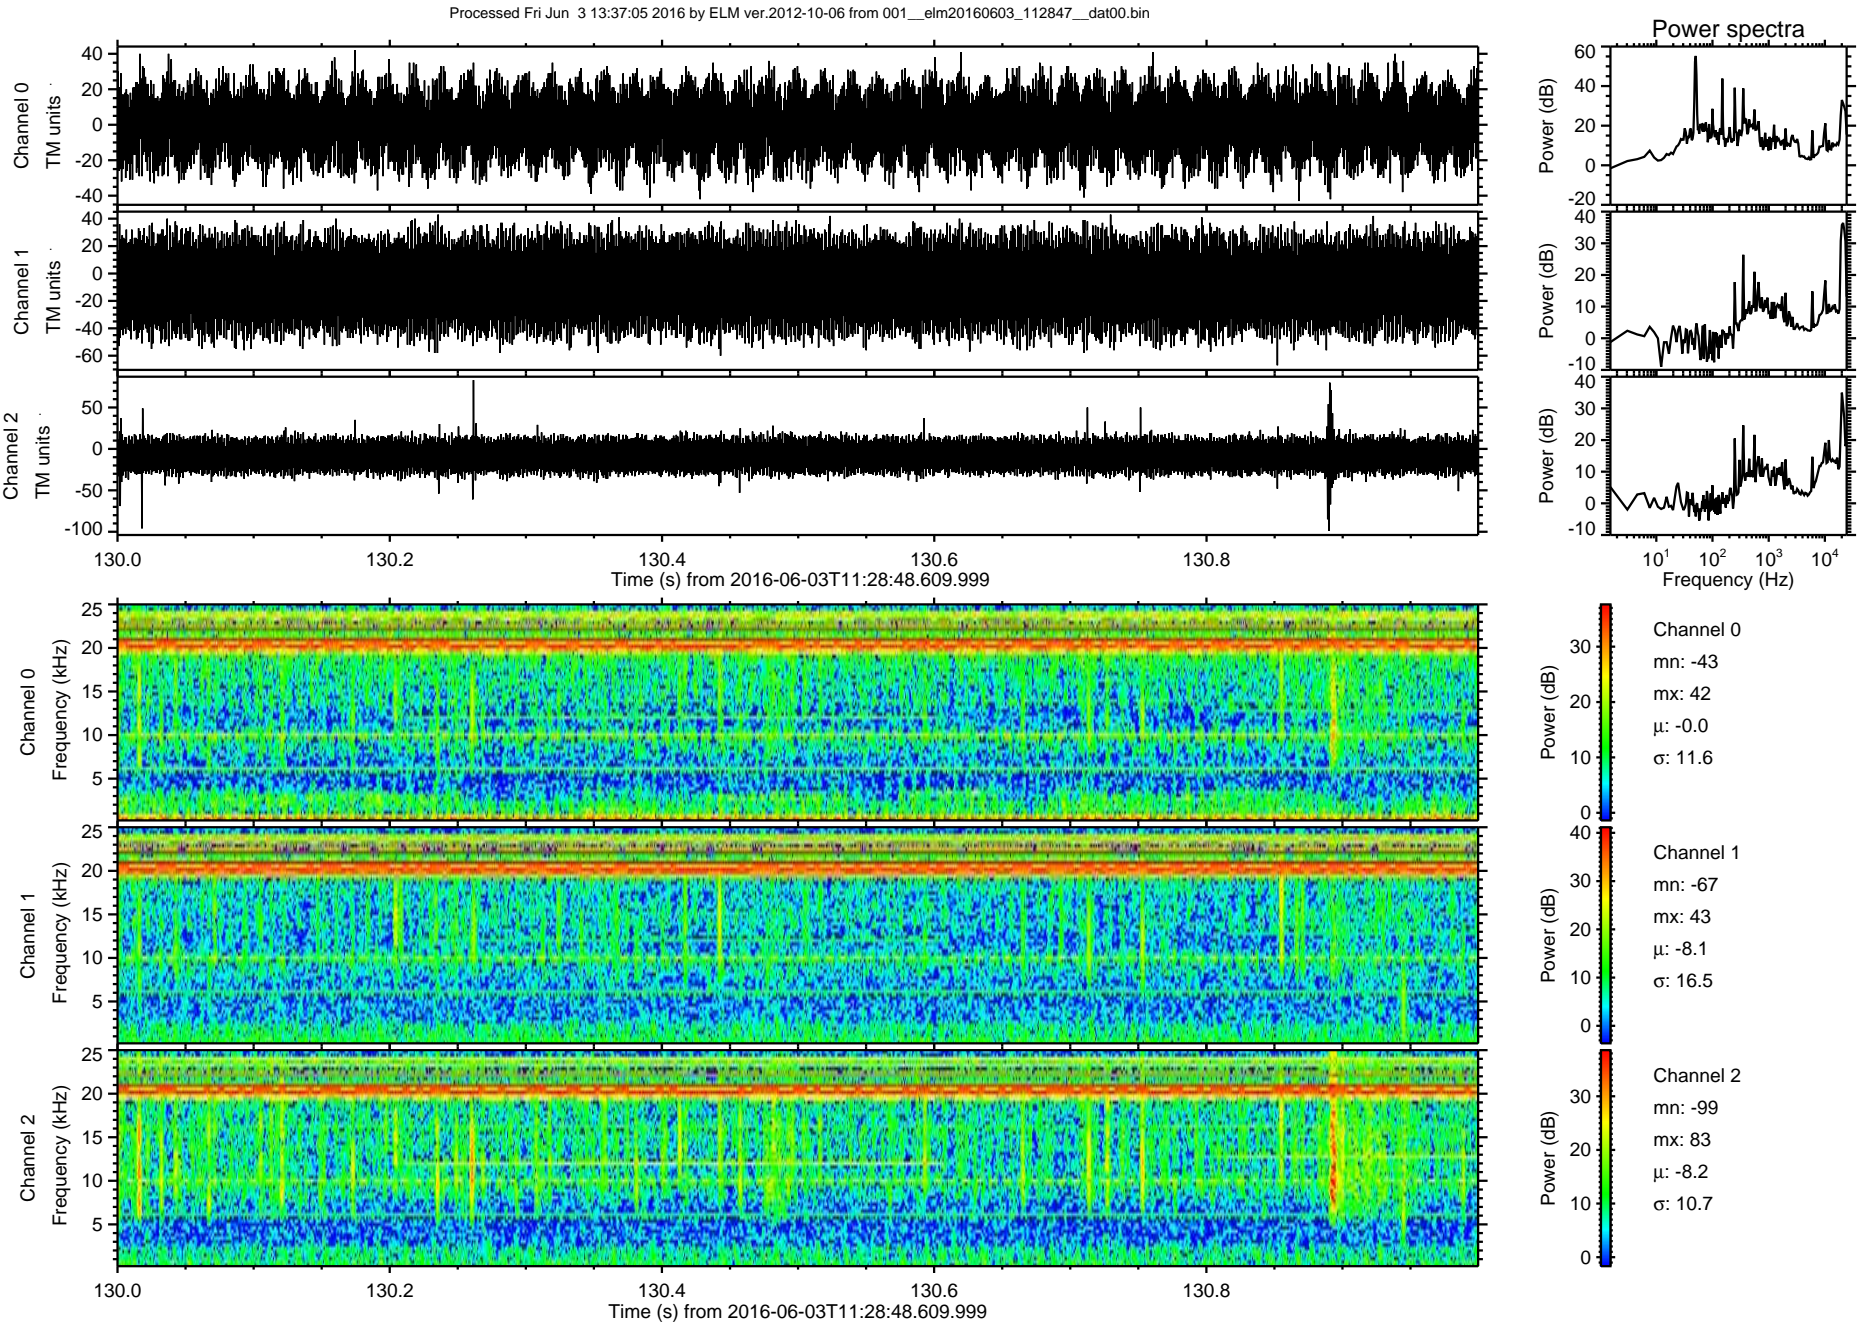 Processed Fri Jun  3 13:37:05 2016 by ELM ver.2012-10-06 from 001__elm20160603_112847__dat00.bin
Power spectra
Channel 0
TM units
40
20
0
-20
-40
Power (dB)
60
40
20
0
-20
Channel 1
TM units
40
20
0
-20
-40
-60
Power (dB)
40
30
20
10
0
-10
Channel 2
TM units
50
0
-50
-100
Power (dB)
40
30
20
10
0
-10
130.0 130.2 130.4 130.6 130.8
Time (s) from 2016-06-03T11:28:48.609.999
10^1 10^2 10^3 10^4
Frequency (Hz)
Channel 0
Frequency (kHz)
25
20
15
10
5
Power (dB)
30
20
10
0
Channel 0
mn: -43
mx: 42
μ: -0.0
σ: 11.6
Channel 1
Frequency (kHz)
25
20
15
10
5
Power (dB)
40
30
20
10
0
Channel 1
mn: -67
mx: 43
μ: -8.1
σ: 16.5
Channel 2
Frequency (kHz)
25
20
15
10
5
Power (dB)
30
20
10
0
Channel 2
mn: -99
mx: 83
μ: -8.2
σ: 10.7
130.0 130.2 130.4 130.6 130.8
Time (s) from 2016-06-03T11:28:48.609.999